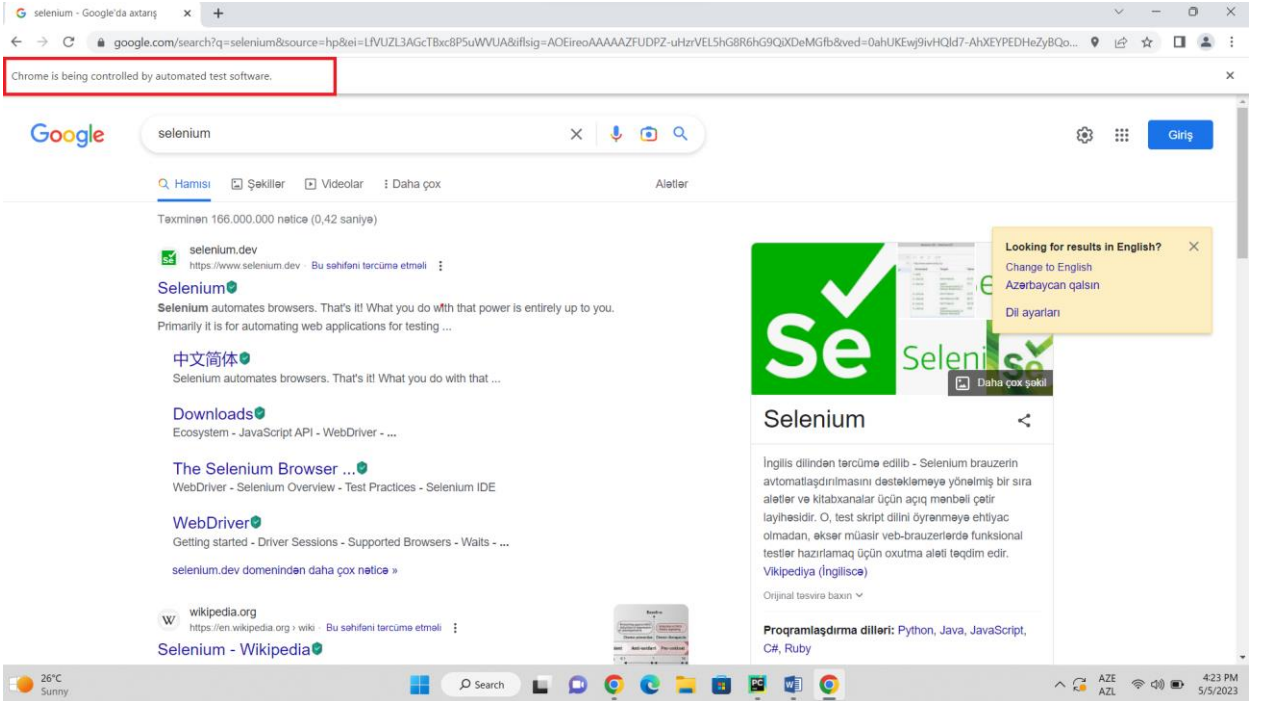 selenium - Google'da axtarış
google.com/search?q=selenium&source=hp&ei=LfVUZL3AGcTBxc8P5uWVUA&iflsig=AOEireoAAAAAZFUDPZ-uHzrVEL5hG8R6hG9QiXDeMGfb&ved=0ahUKEwj9ivHQld7-AhXEYPEDHeZyBQo...
Chrome is being controlled by automated test software.
Google
selenium
Giriş
Hamısı Şəkillər Videolar Daha çox Alətlər
Təxminən 166.000.000 nəticə (0,42 saniyə)
selenium.dev
https://www.selenium.dev · Bu səhifəni tərcümə etməli
Selenium
Selenium automates browsers. That's it! What you do with that power is entirely up to you.
Primarily it is for automating web applications for testing ...
中文简体
Selenium automates browsers. That's it! What you do with that ...
Downloads
Ecosystem - JavaScript API - WebDriver - ...
The Selenium Browser ...
WebDriver - Selenium Overview - Test Practices - Selenium IDE
WebDriver
Getting started - Driver Sessions - Supported Browsers - Waits - ...
selenium.dev domenindən daha çox nəticə »
W
wikipedia.org
https://en.wikipedia.org › wiki · Bu səhifəni tərcümə etməli
Selenium - Wikipedia
Looking for results in English?
Change to English
Azərbaycan qalsın
Dil ayarları
Se
Seleni
Se
Daha çox şəkil
Selenium
İngilis dilindən tərcümə edilib - Selenium brauzerin
avtomatlaşdırılmasını dəstəkləməyə yönəlmiş bir sıra
alətlər və kitabxanalar üçün açıq mənbəli çətir
layihəsidir. O, test skript dilini öyrənməyə ehtiyac
olmadan, əksər müasir veb-brauzerlərdə funksional
testlər hazırlamaq üçün oxutma aləti təqdim edir.
Vikipediya (İngiliscə)
Orijinal təsvirə baxın
Proqramlaşdırma dilləri: Python, Java, JavaScript,
C#, Ruby
26°C
Sunny
Search
AZE
AZL
4:23 PM
5/5/2023